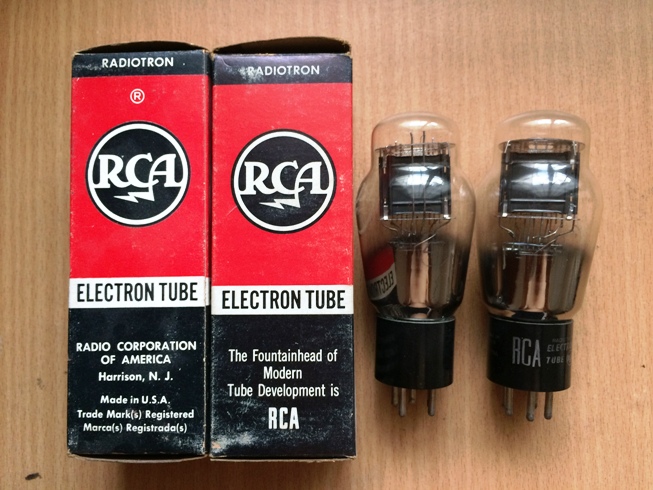 RADIOTRON
®
RCA
ELECTRON TUBE
RADIO CORPORATION
OF AMERICA
Harrison, N. J.
Made in U.S.A.
Trade Mark(s) Registered
Marca(s) Registrada(s)
RADIOTRON
RCA
ELECTRON TUBE
The Fountainhead of
Modern
Tube Development is
RCA
RCA